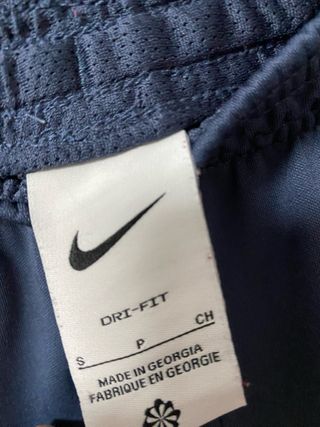 DRI-FIT
S P CH
MADE IN GEORGIA
FABRIQUE EN GEORGIE